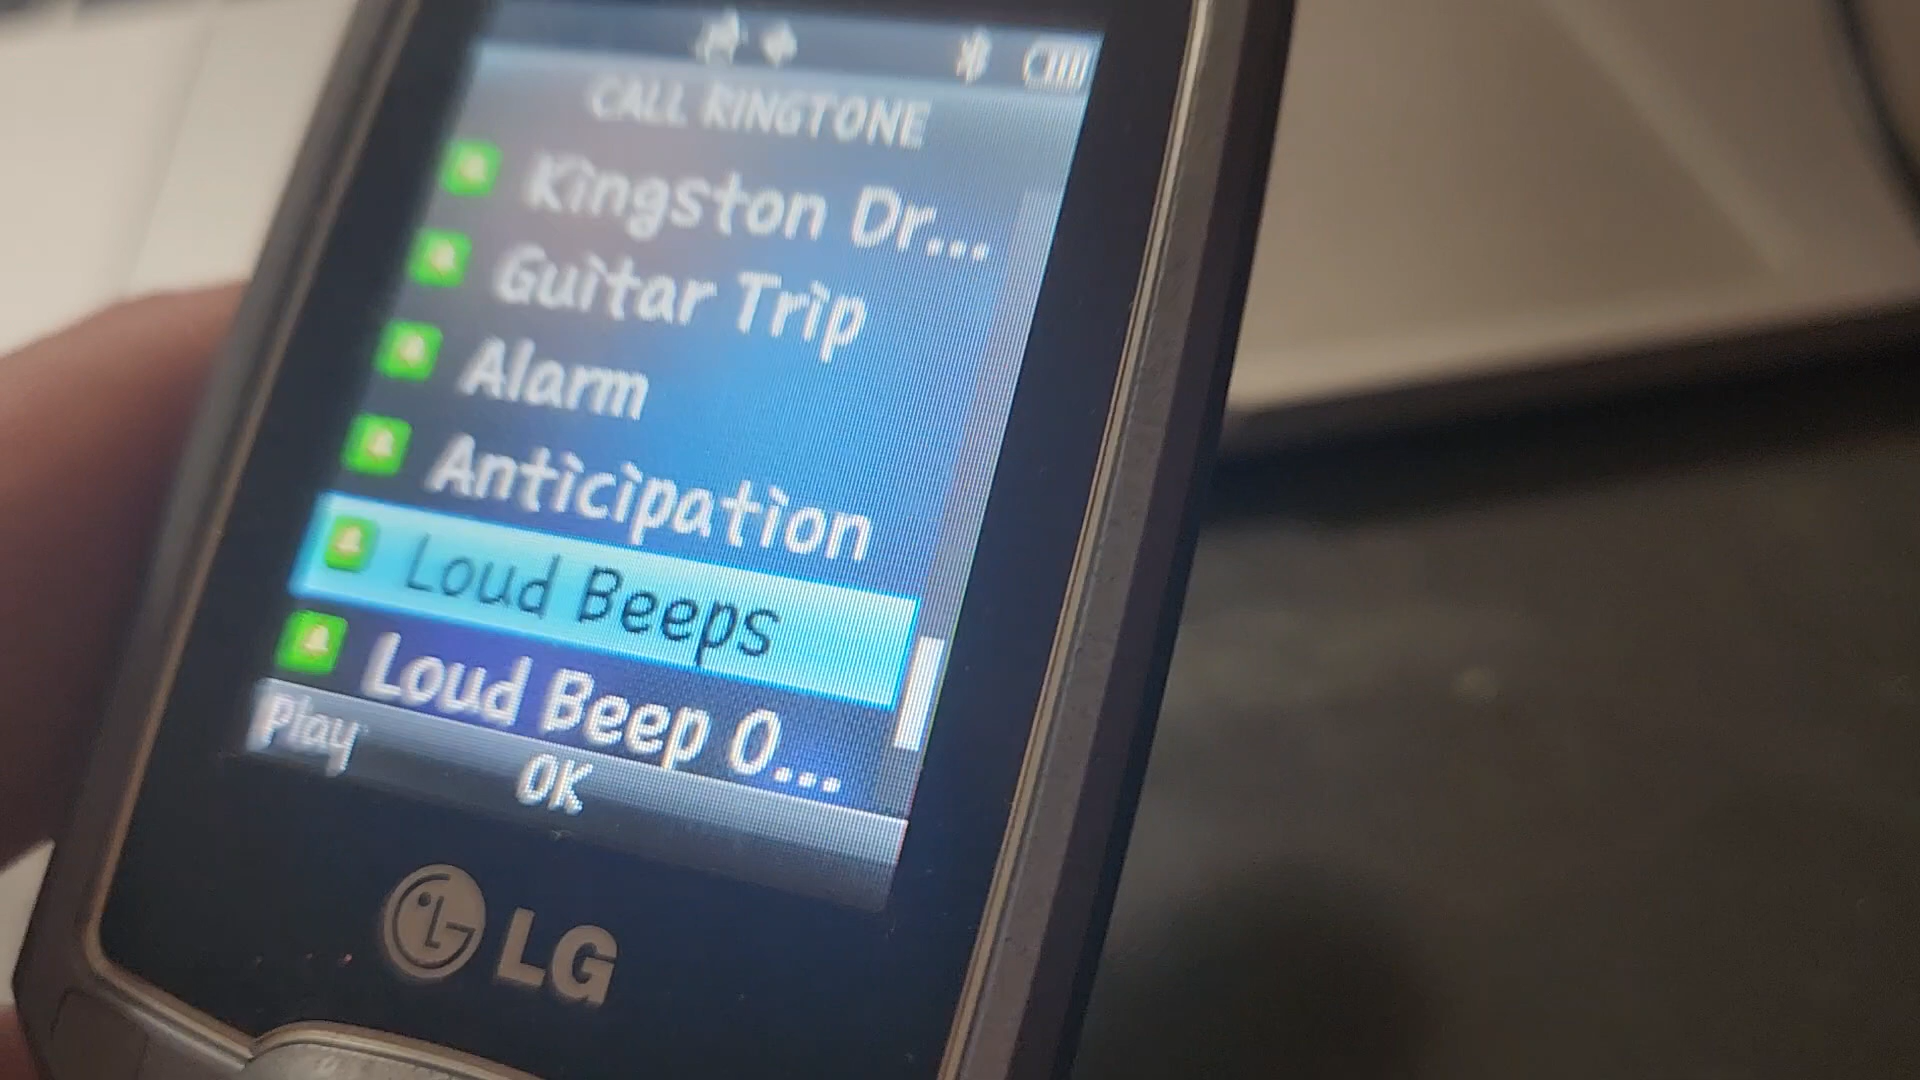 CALL RINGTONE
Kingston Dr...
Guitar Trip
Alarm
Anticipation
Loud Beeps
Loud Beep O...
Play
OK
LG